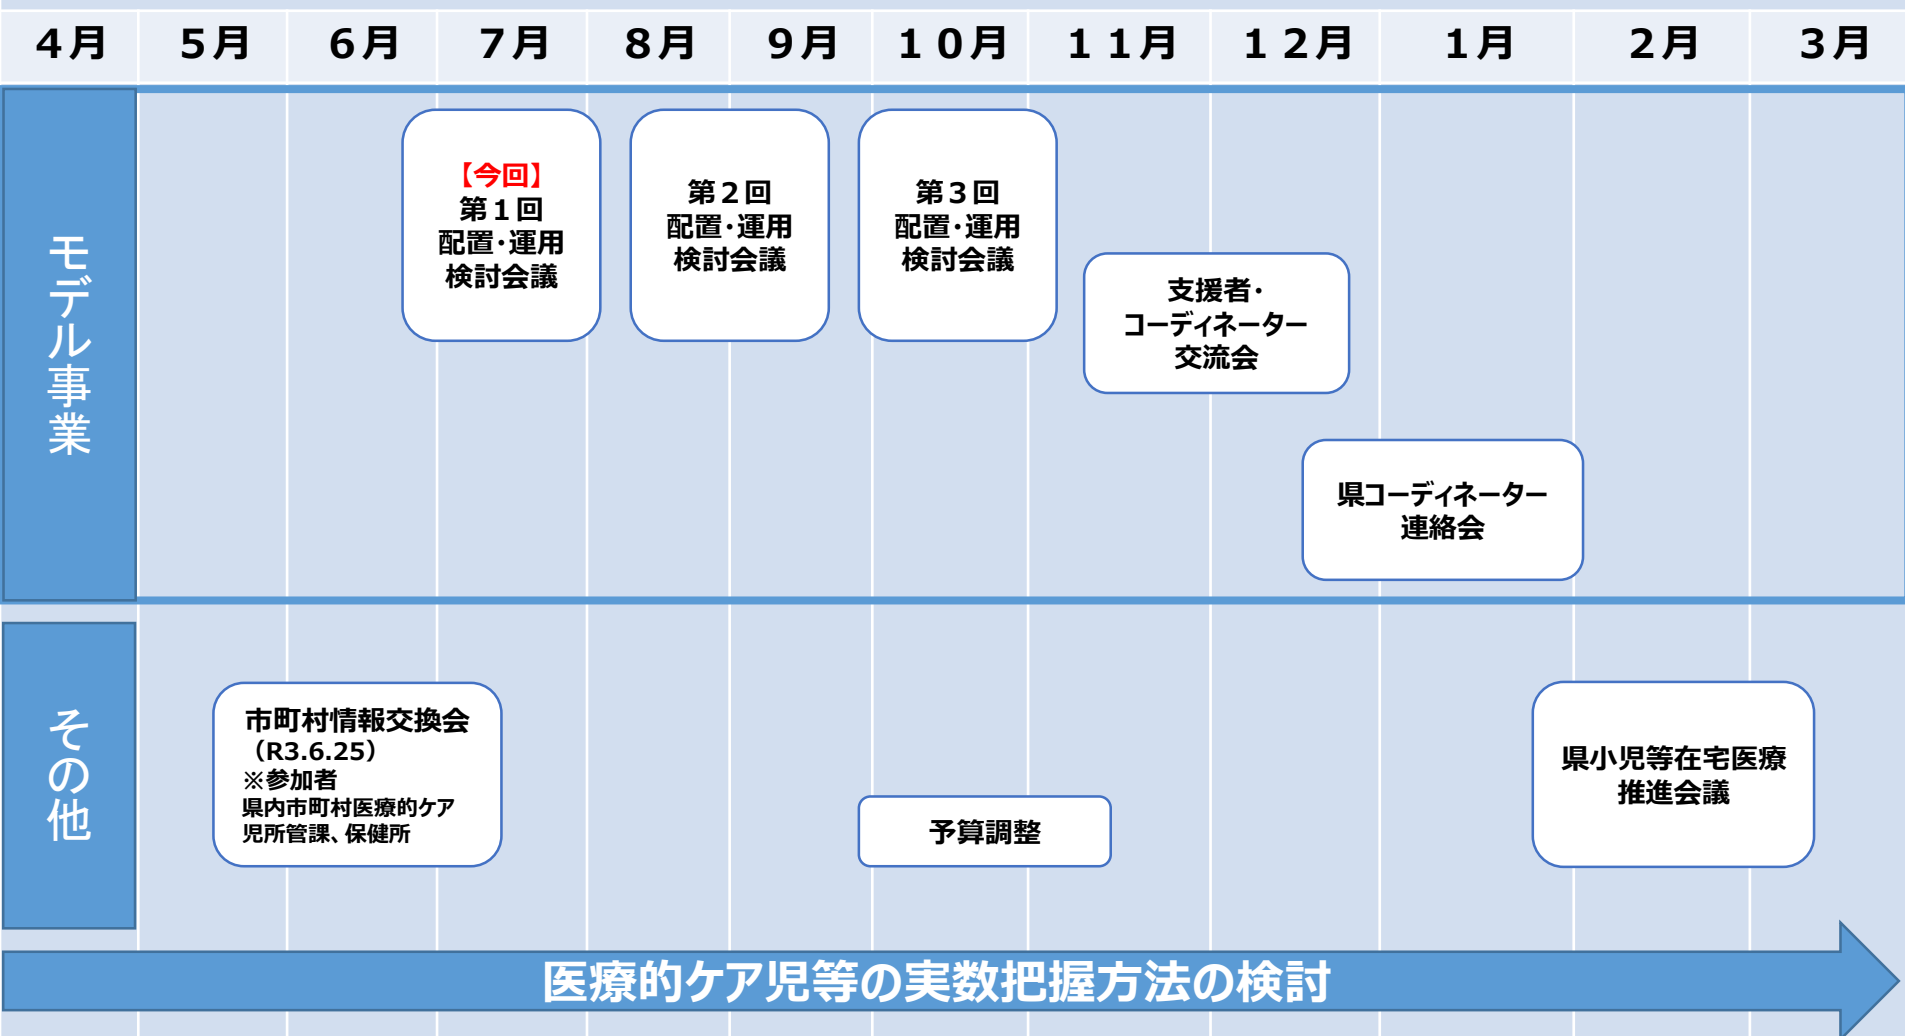 ４月 ５月 ６月 ７月 ８月 ９月 １０月 １１月 １２月 １月 ２月 ３月
モデル事業
【今回】
第１回
配置・運用
検討会議
第２回
配置・運用
検討会議
第３回
配置・運用
検討会議
支援者・
コーディネーター
交流会
県コーディネーター
連絡会
その他
市町村情報交換会
（R3.6.25）
※参加者
県内市町村医療的ケア
児所管課、保健所
予算調整
県小児等在宅医療
推進会議
医療的ケア児等の実数把握方法の検討